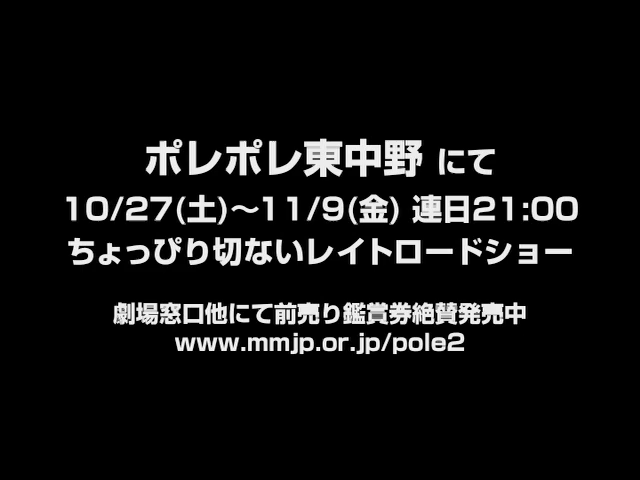 ポレポレ東中野 にて
10/27(土)〜11/9(金) 連日21:00
ちょっぴり切ないレイトロードショー
劇場窓口他にて前売り鑑賞券絶賛発売中
www.mmjp.or.jp/pole2